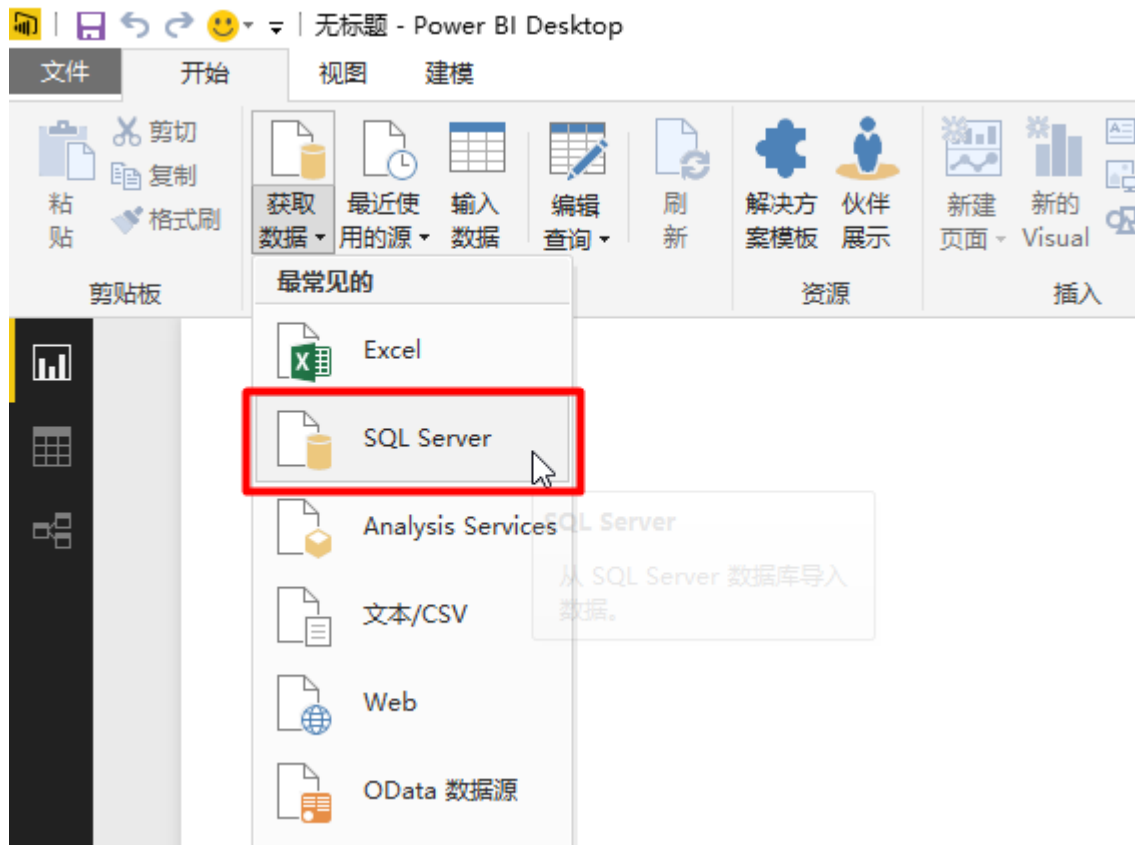 无标题 - Power BI Desktop
文件 开始 视图 建模
剪切
复制
格式刷
粘贴
获取数据
最近使用的源
输入数据
编辑查询
刷新
解决方案模板
伙伴展示
新建页面
新的 Visual
剪贴板
资源
插入
最常见的
Excel
SQL Server
Analysis Services
SQL Server
从 SQL Server 数据库导入
数据。
文本/CSV
Web
OData 数据源